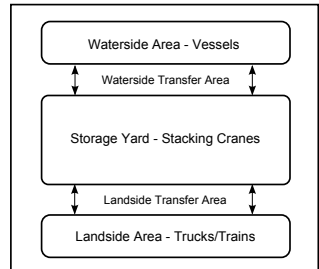 Waterside Area - Vessels
Waterside Transfer Area
Storage Yard - Stacking Cranes
Landside Transfer Area
Landside Area - Trucks/Trains